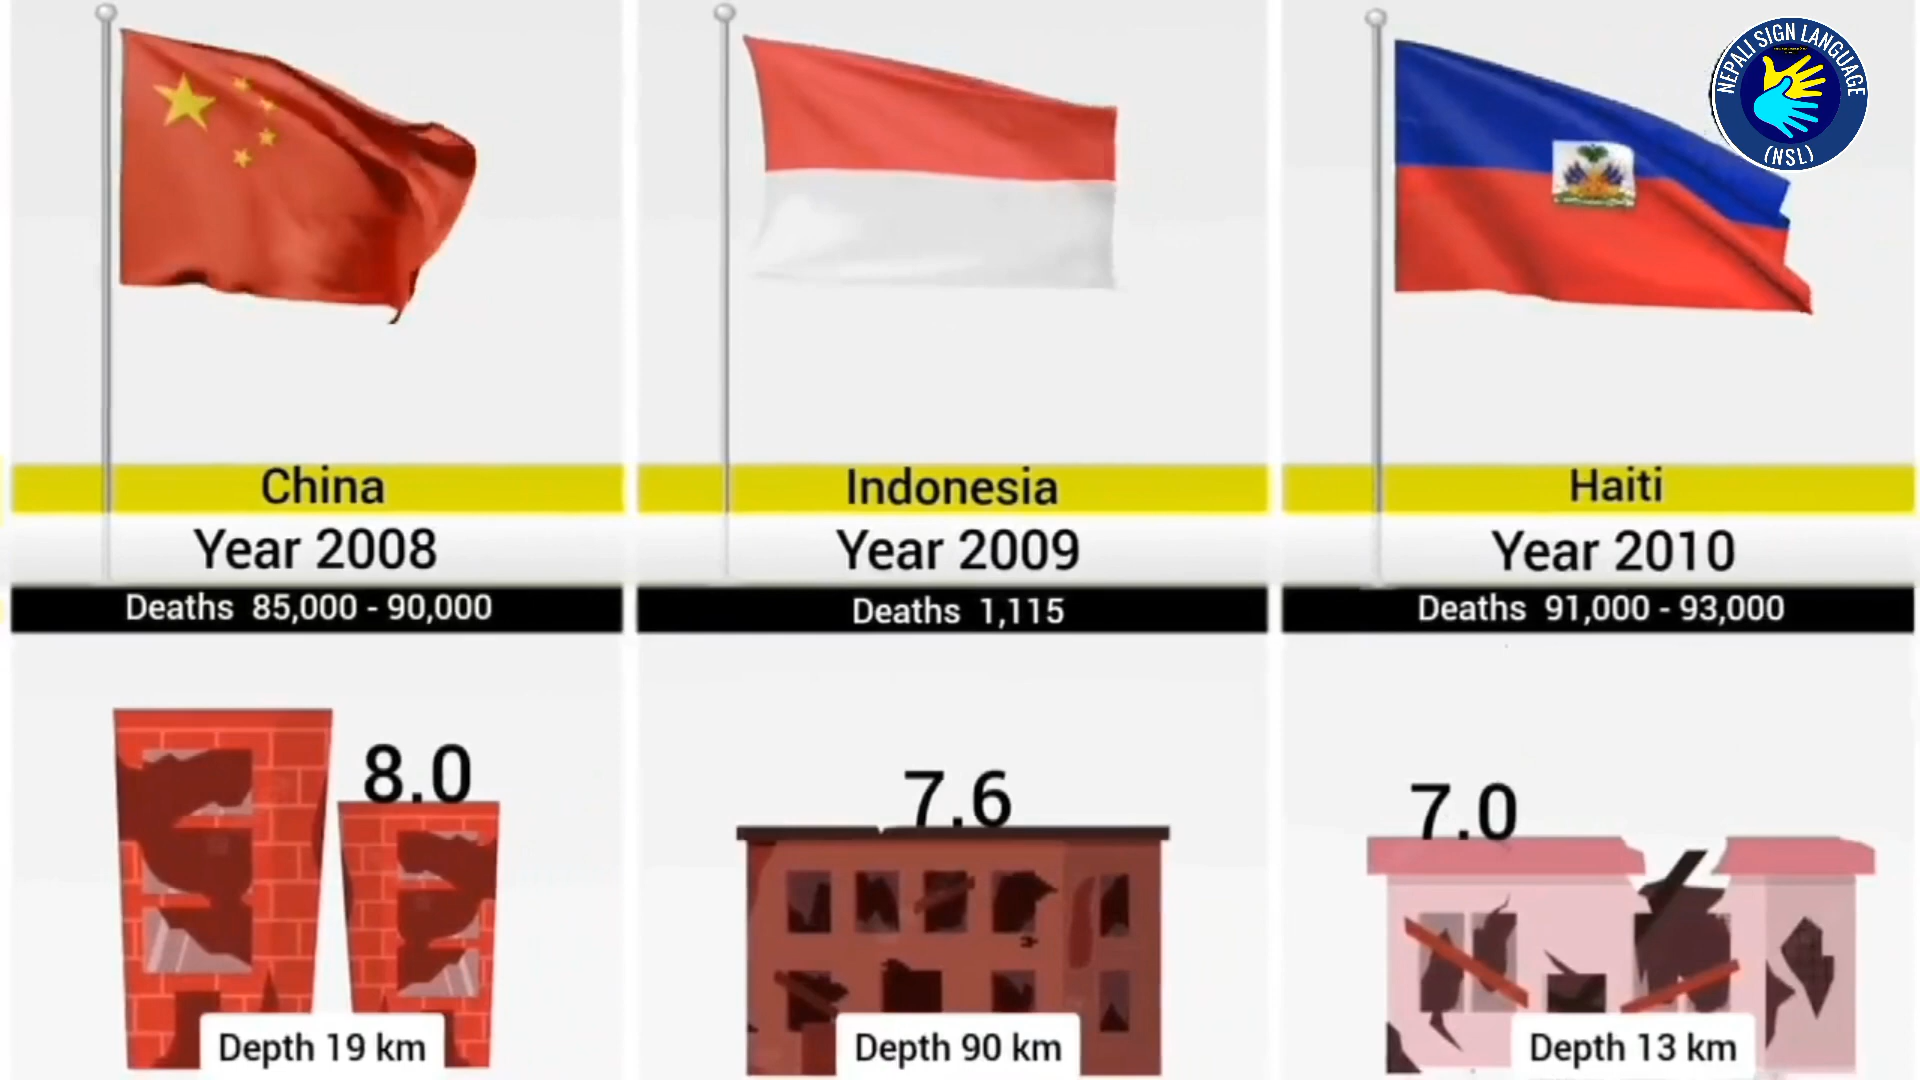 NEPALI SIGN LANGUAGE
(NSL)
China
Year 2008
Deaths 85,000 - 90,000
8.0
Depth 19 km
Indonesia
Year 2009
Deaths 1,115
7.6
Depth 90 km
Haiti
Year 2010
Deaths 91,000 - 93,000
7.0
Depth 13 km